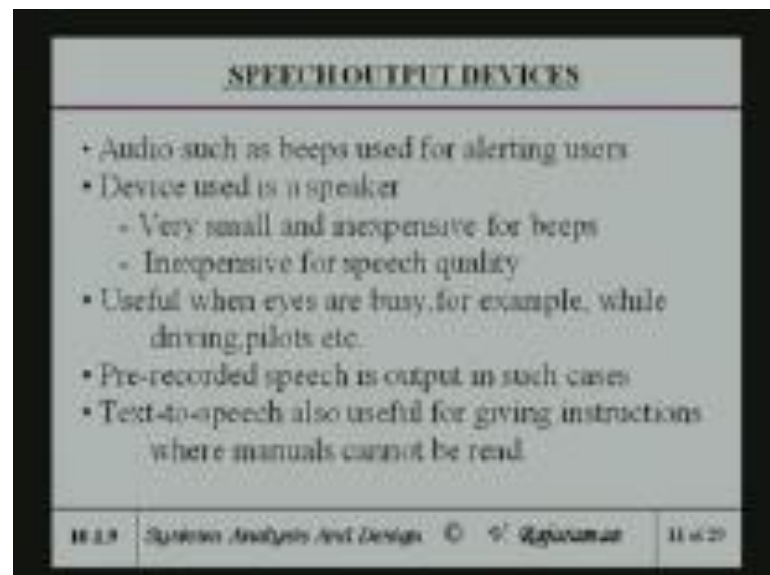 SPEECH OUTPUT DEVICES
• Audio such as beeps used for alerting users
• Device used is a speaker
- Very small and inexpensive for beeps
- Inexpensive for speech quality
• Useful when eyes are busy,for example, while
driving,pilots etc.
• Pre-recorded speech is output in such cases
• Text-to-speech also useful for giving instructions
where manuals cannot be read.
Systems Analysis And Design © V. Rajaraman
of 29